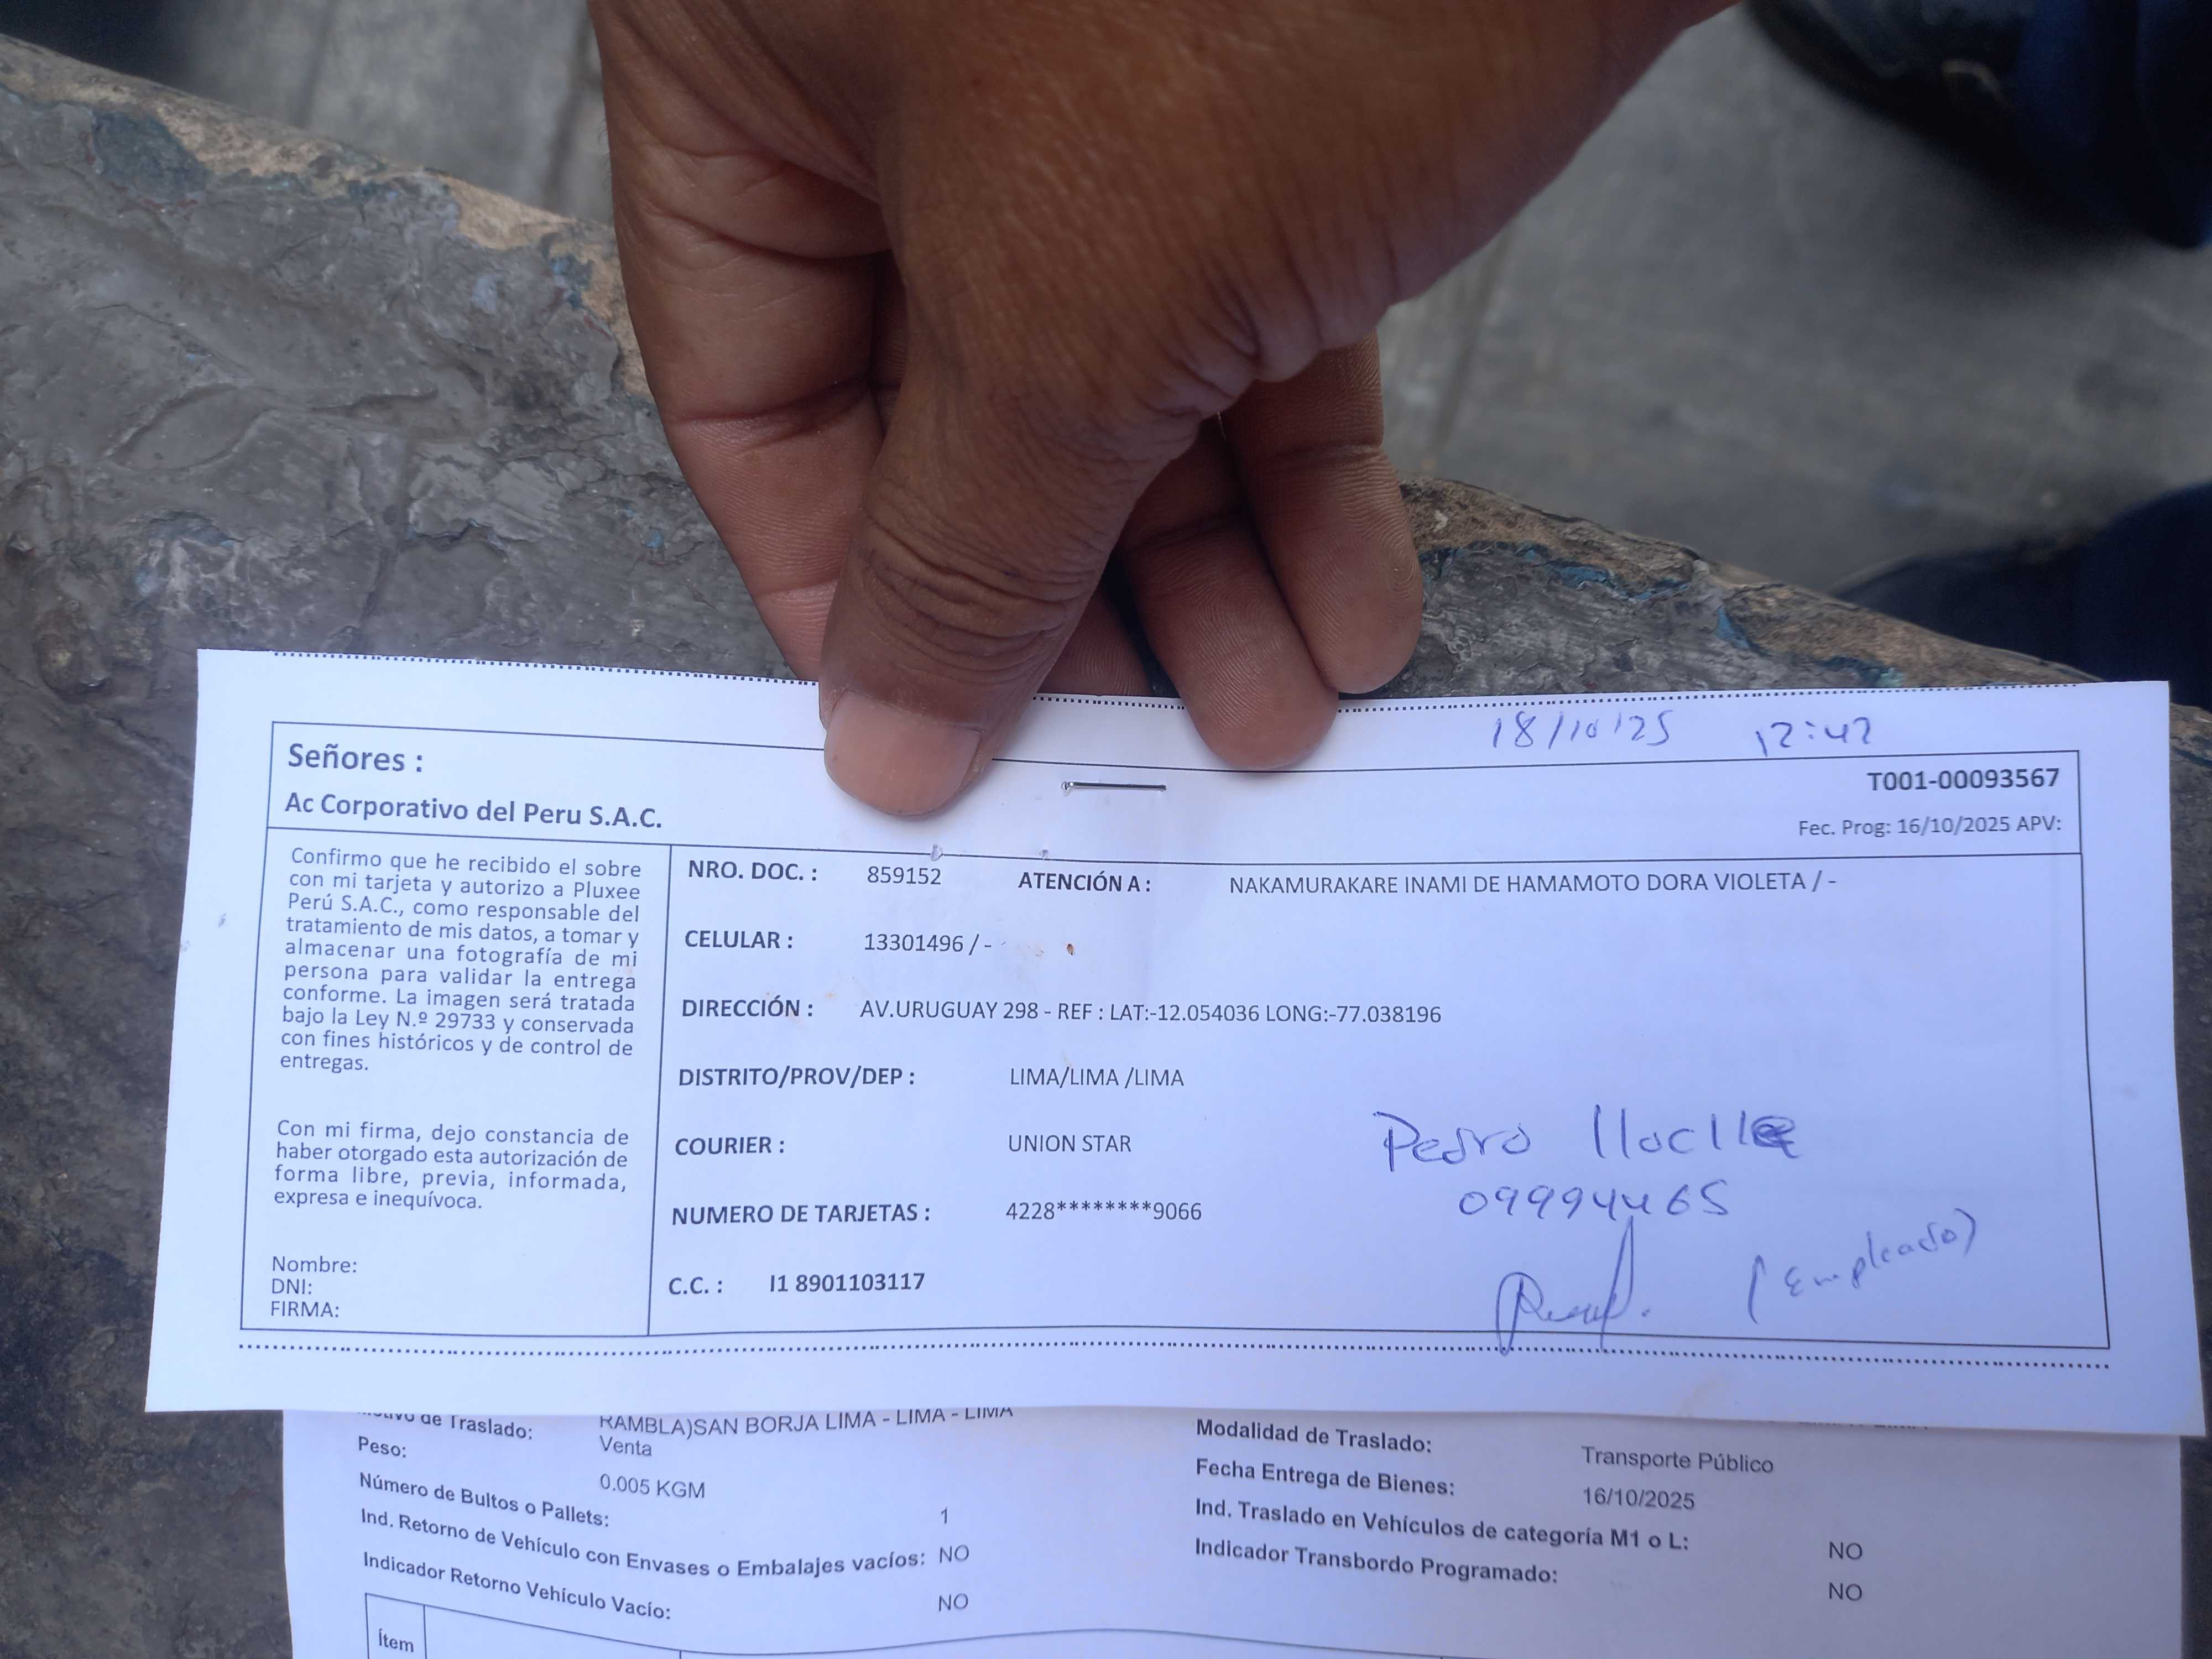 18/10/25 12:42
Señores :
Ac Corporativo del Peru S.A.C.
T001-00093567
Fec. Prog: 16/10/2025 APV:
Confirmo que he recibido el sobre
con mi tarjeta y autorizo a Pluxee
Perú S.A.C., como responsable del
tratamiento de mis datos, a tomar y
almacenar una fotografía de mi
persona para validar la entrega
conforme. La imagen será tratada
bajo la Ley N.º 29733 y conservada
con fines históricos y de control de
entregas.
Con mi firma, dejo constancia de
haber otorgado esta autorización de
forma libre, previa, informada,
expresa e inequívoca.
Nombre:
DNI:
FIRMA:
NRO. DOC. : 859152 ATENCIÓN A : NAKAMURAKARE INAMI DE HAMAMOTO DORA VIOLETA / -
CELULAR : 13301496 / -
DIRECCIÓN : AV.URUGUAY 298 - REF : LAT:-12.054036 LONG:-77.038196
DISTRITO/PROV/DEP : LIMA/LIMA /LIMA
COURIER : UNION STAR
NUMERO DE TARJETAS : 4228********9066
C.C. : I1 8901103117
Pedro
09994465
(Empleado)
de Traslado: RAMBLA)SAN BORJA LIMA - LIMA - LIMA
Venta
Peso: 0.005 KGM
Número de Bultos o Pallets: 1
Ind. Retorno de Vehículo con Envases o Embalajes vacíos: NO
Indicador Retorno Vehículo Vacío: NO
Modalidad de Traslado: Transporte Público
Fecha Entrega de Bienes: 16/10/2025
Ind. Traslado en Vehículos de categoría M1 o L: NO
Indicador Transbordo Programado: NO
Ítem